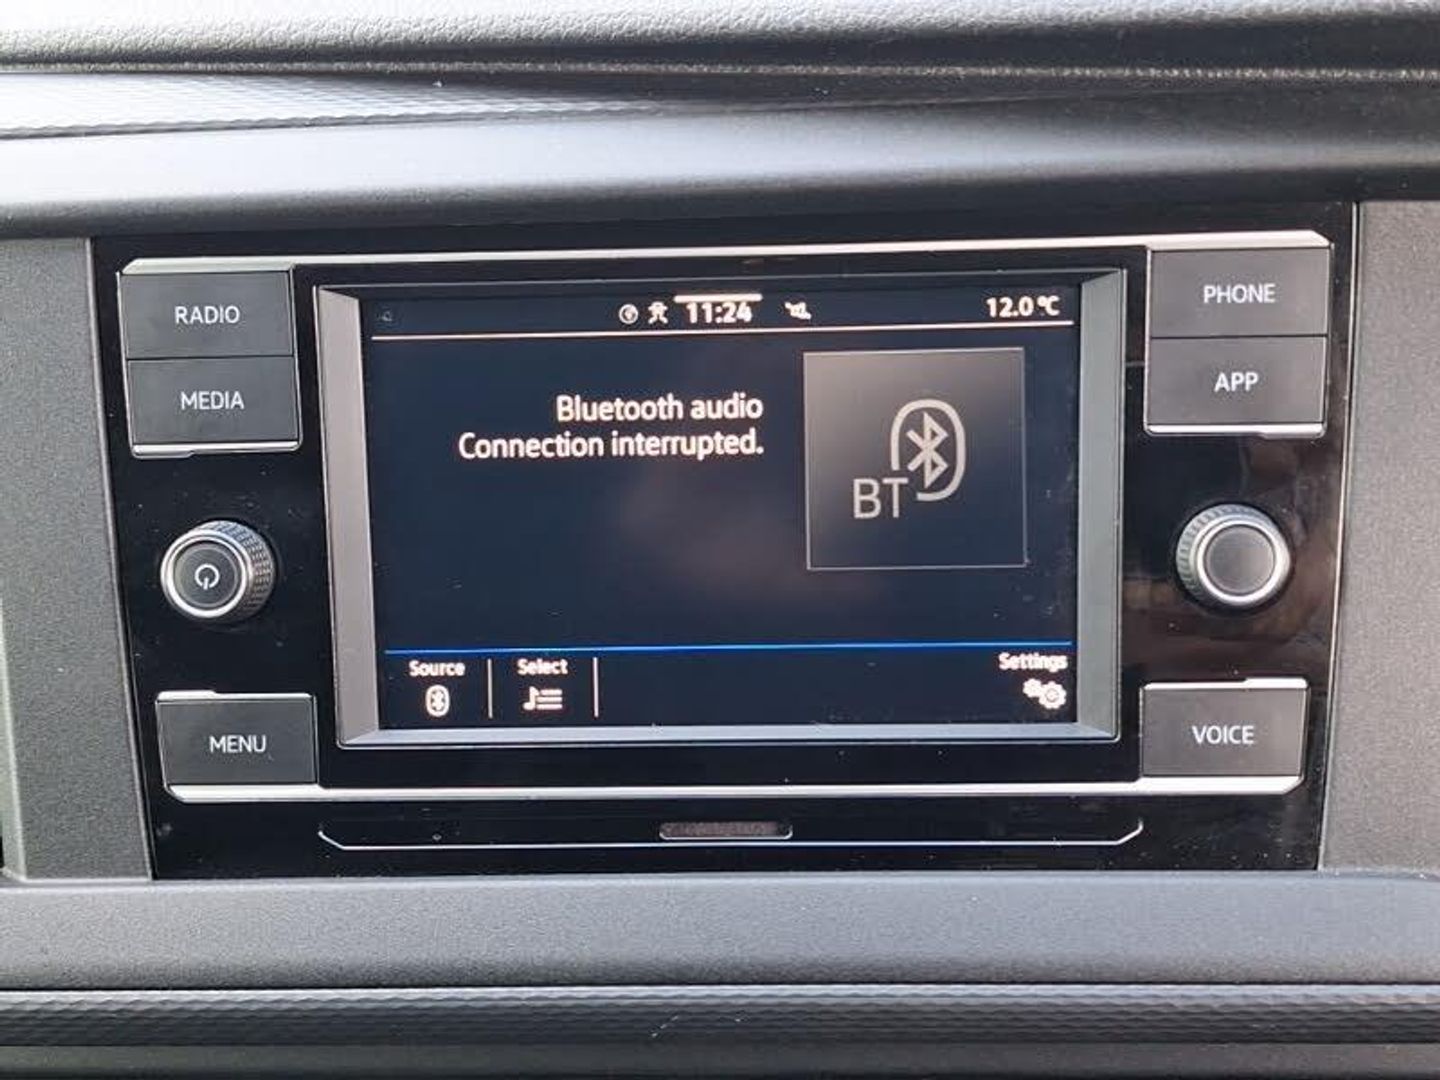 RADIO
MEDIA
MENU
11:24
12.0 °C
Bluetooth audio
Connection interrupted.
BT
Source
Select
Settings
PHONE
APP
VOICE